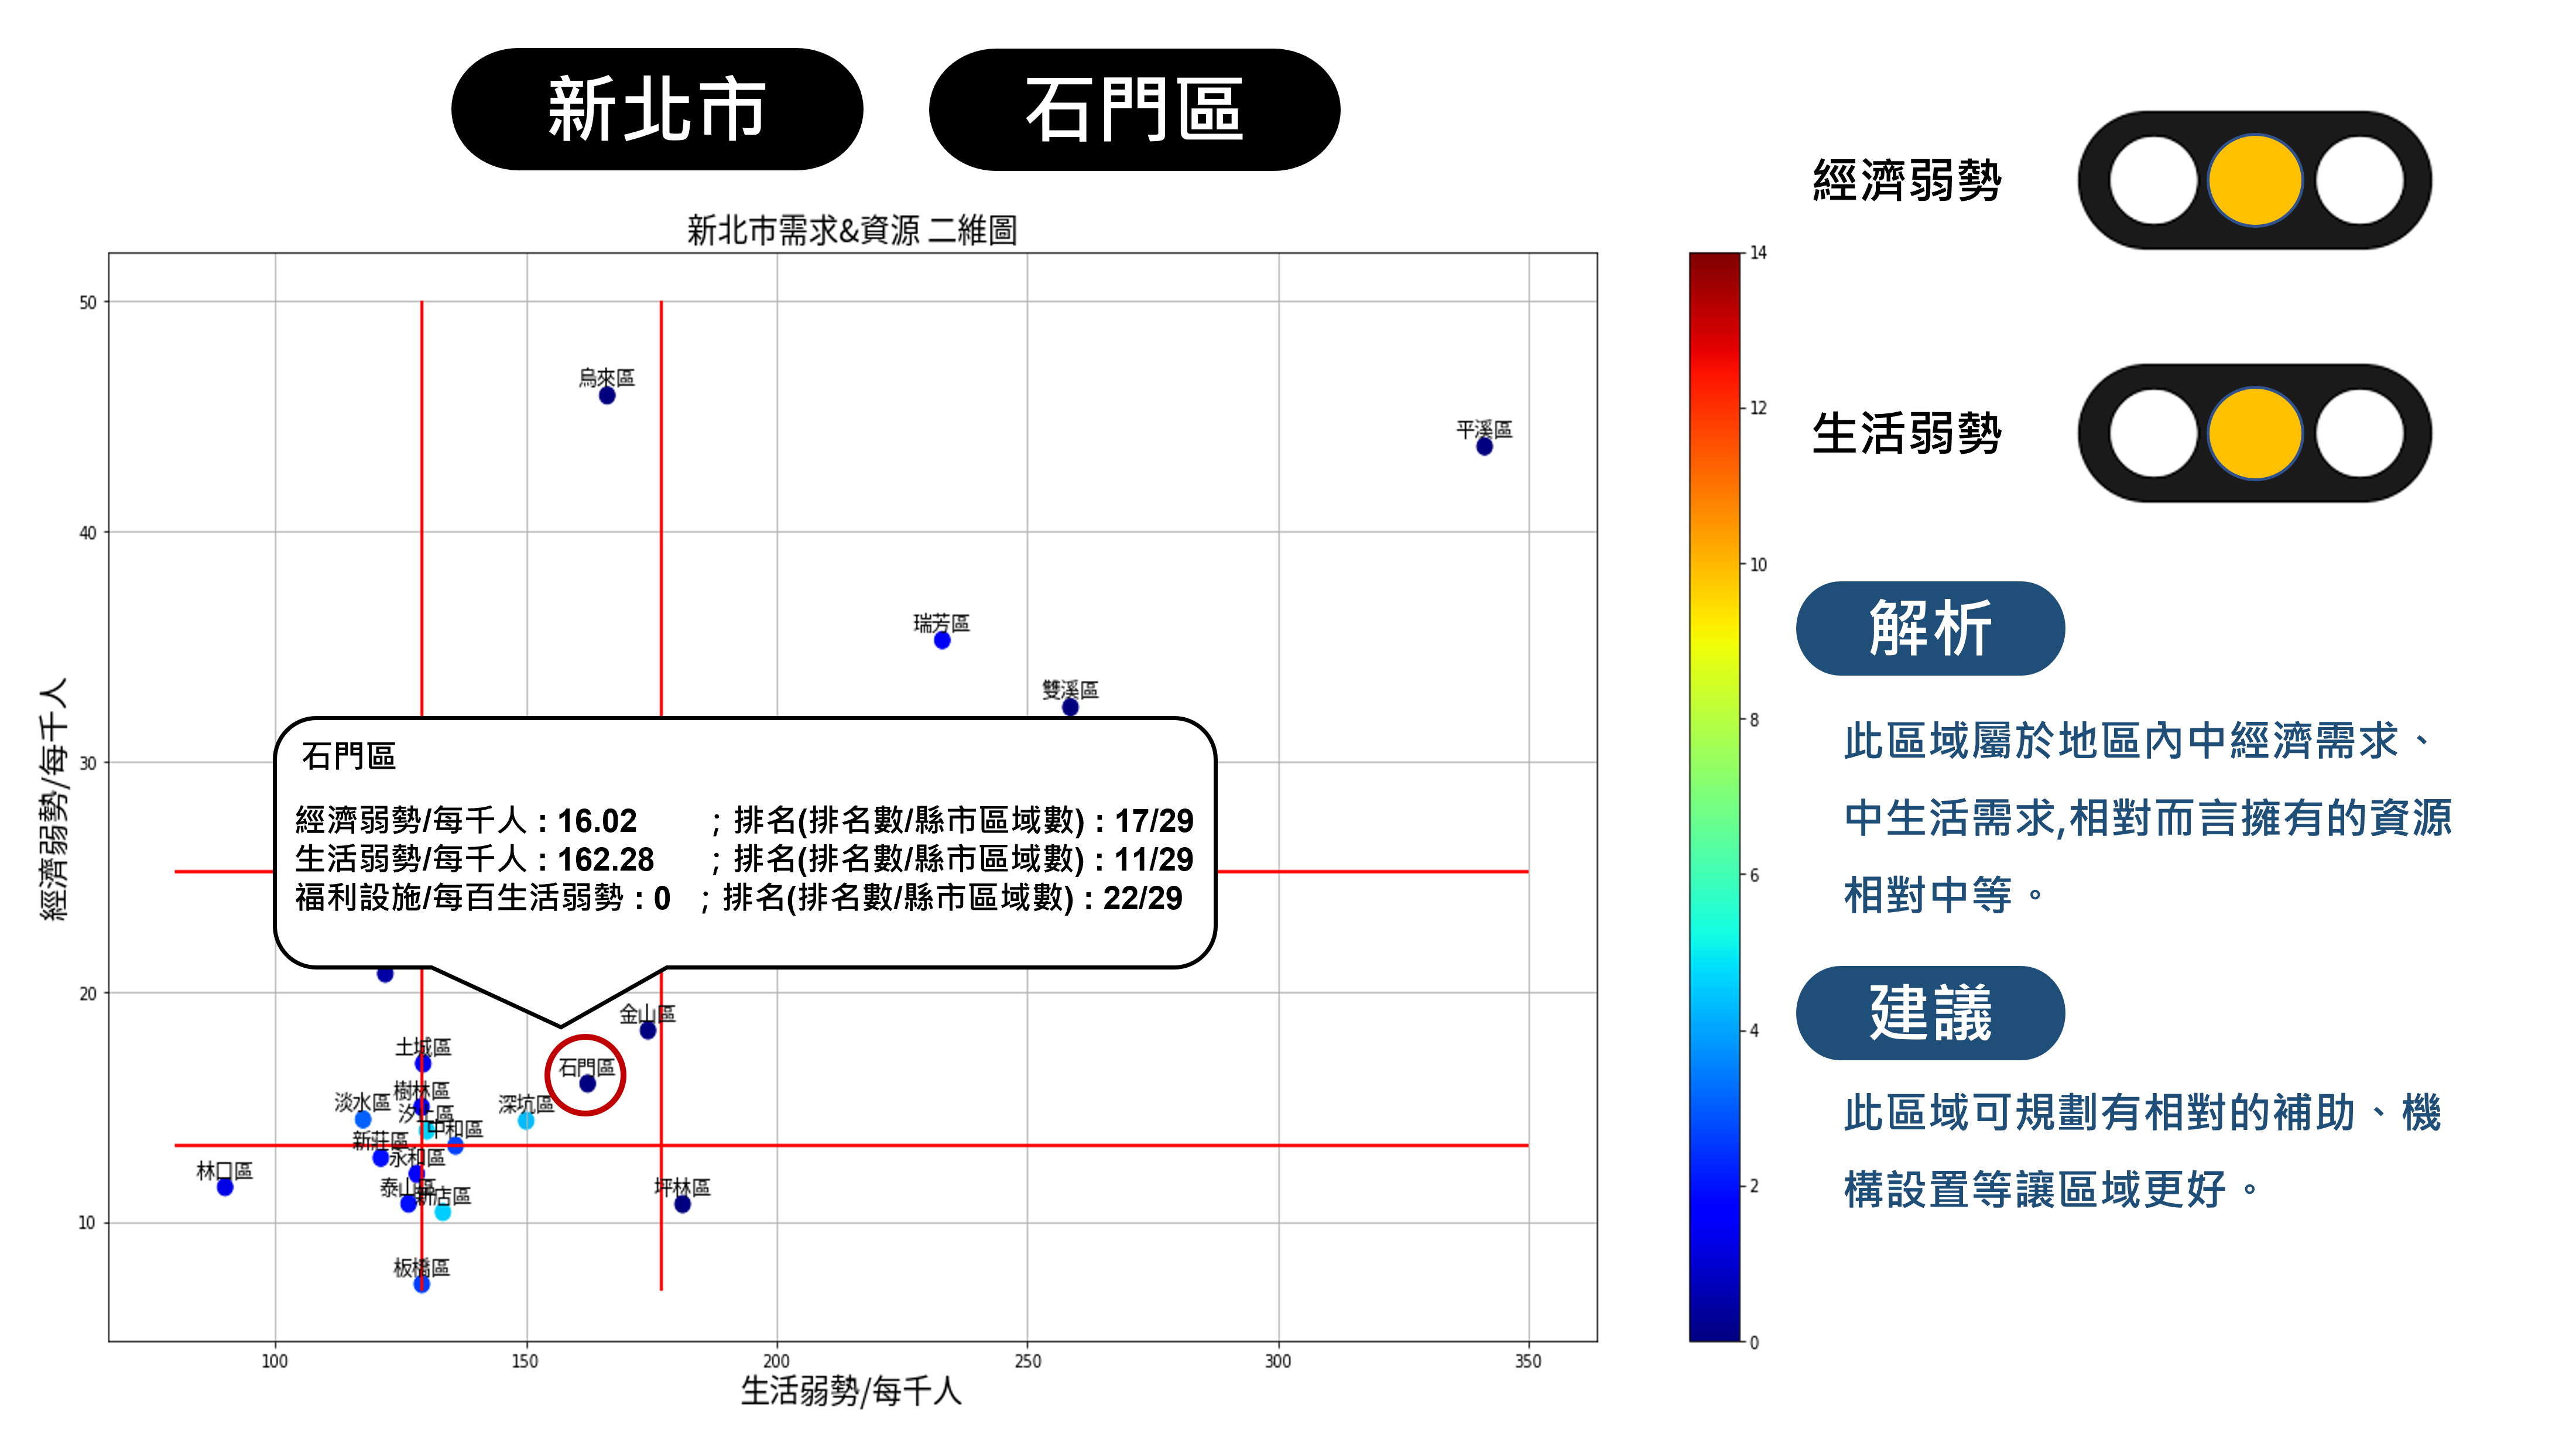 新北市 石門區
新北市需求&資源 二維圖
經濟弱勢/每千人
50
40
30
20
10
烏來區
平溪區
瑞芳區
雙溪區
石門區
經濟弱勢/每千人 : 16.02 ; 排名(排名數/縣市區域數) : 17/29
生活弱勢/每千人 : 162.28 ; 排名(排名數/縣市區域數) : 11/29
福利設施/每百生活弱勢 : 0 ; 排名(排名數/縣市區域數) : 22/29
金山區
土城區
石門區
樹林區
淡水區
深坑區
汐止區
中和區
新莊區
永和區
林口區
泰山區
新店區
坪林區
板橋區
100 150 200 250 300 350
生活弱勢/每千人
14
12
10
8
6
4
2
0
經濟弱勢
生活弱勢
解析
此區域屬於地區內中經濟需求、
中生活需求,相對而言擁有的資源
相對中等。
建議
此區域可規劃有相對的補助、機
構設置等讓區域更好。